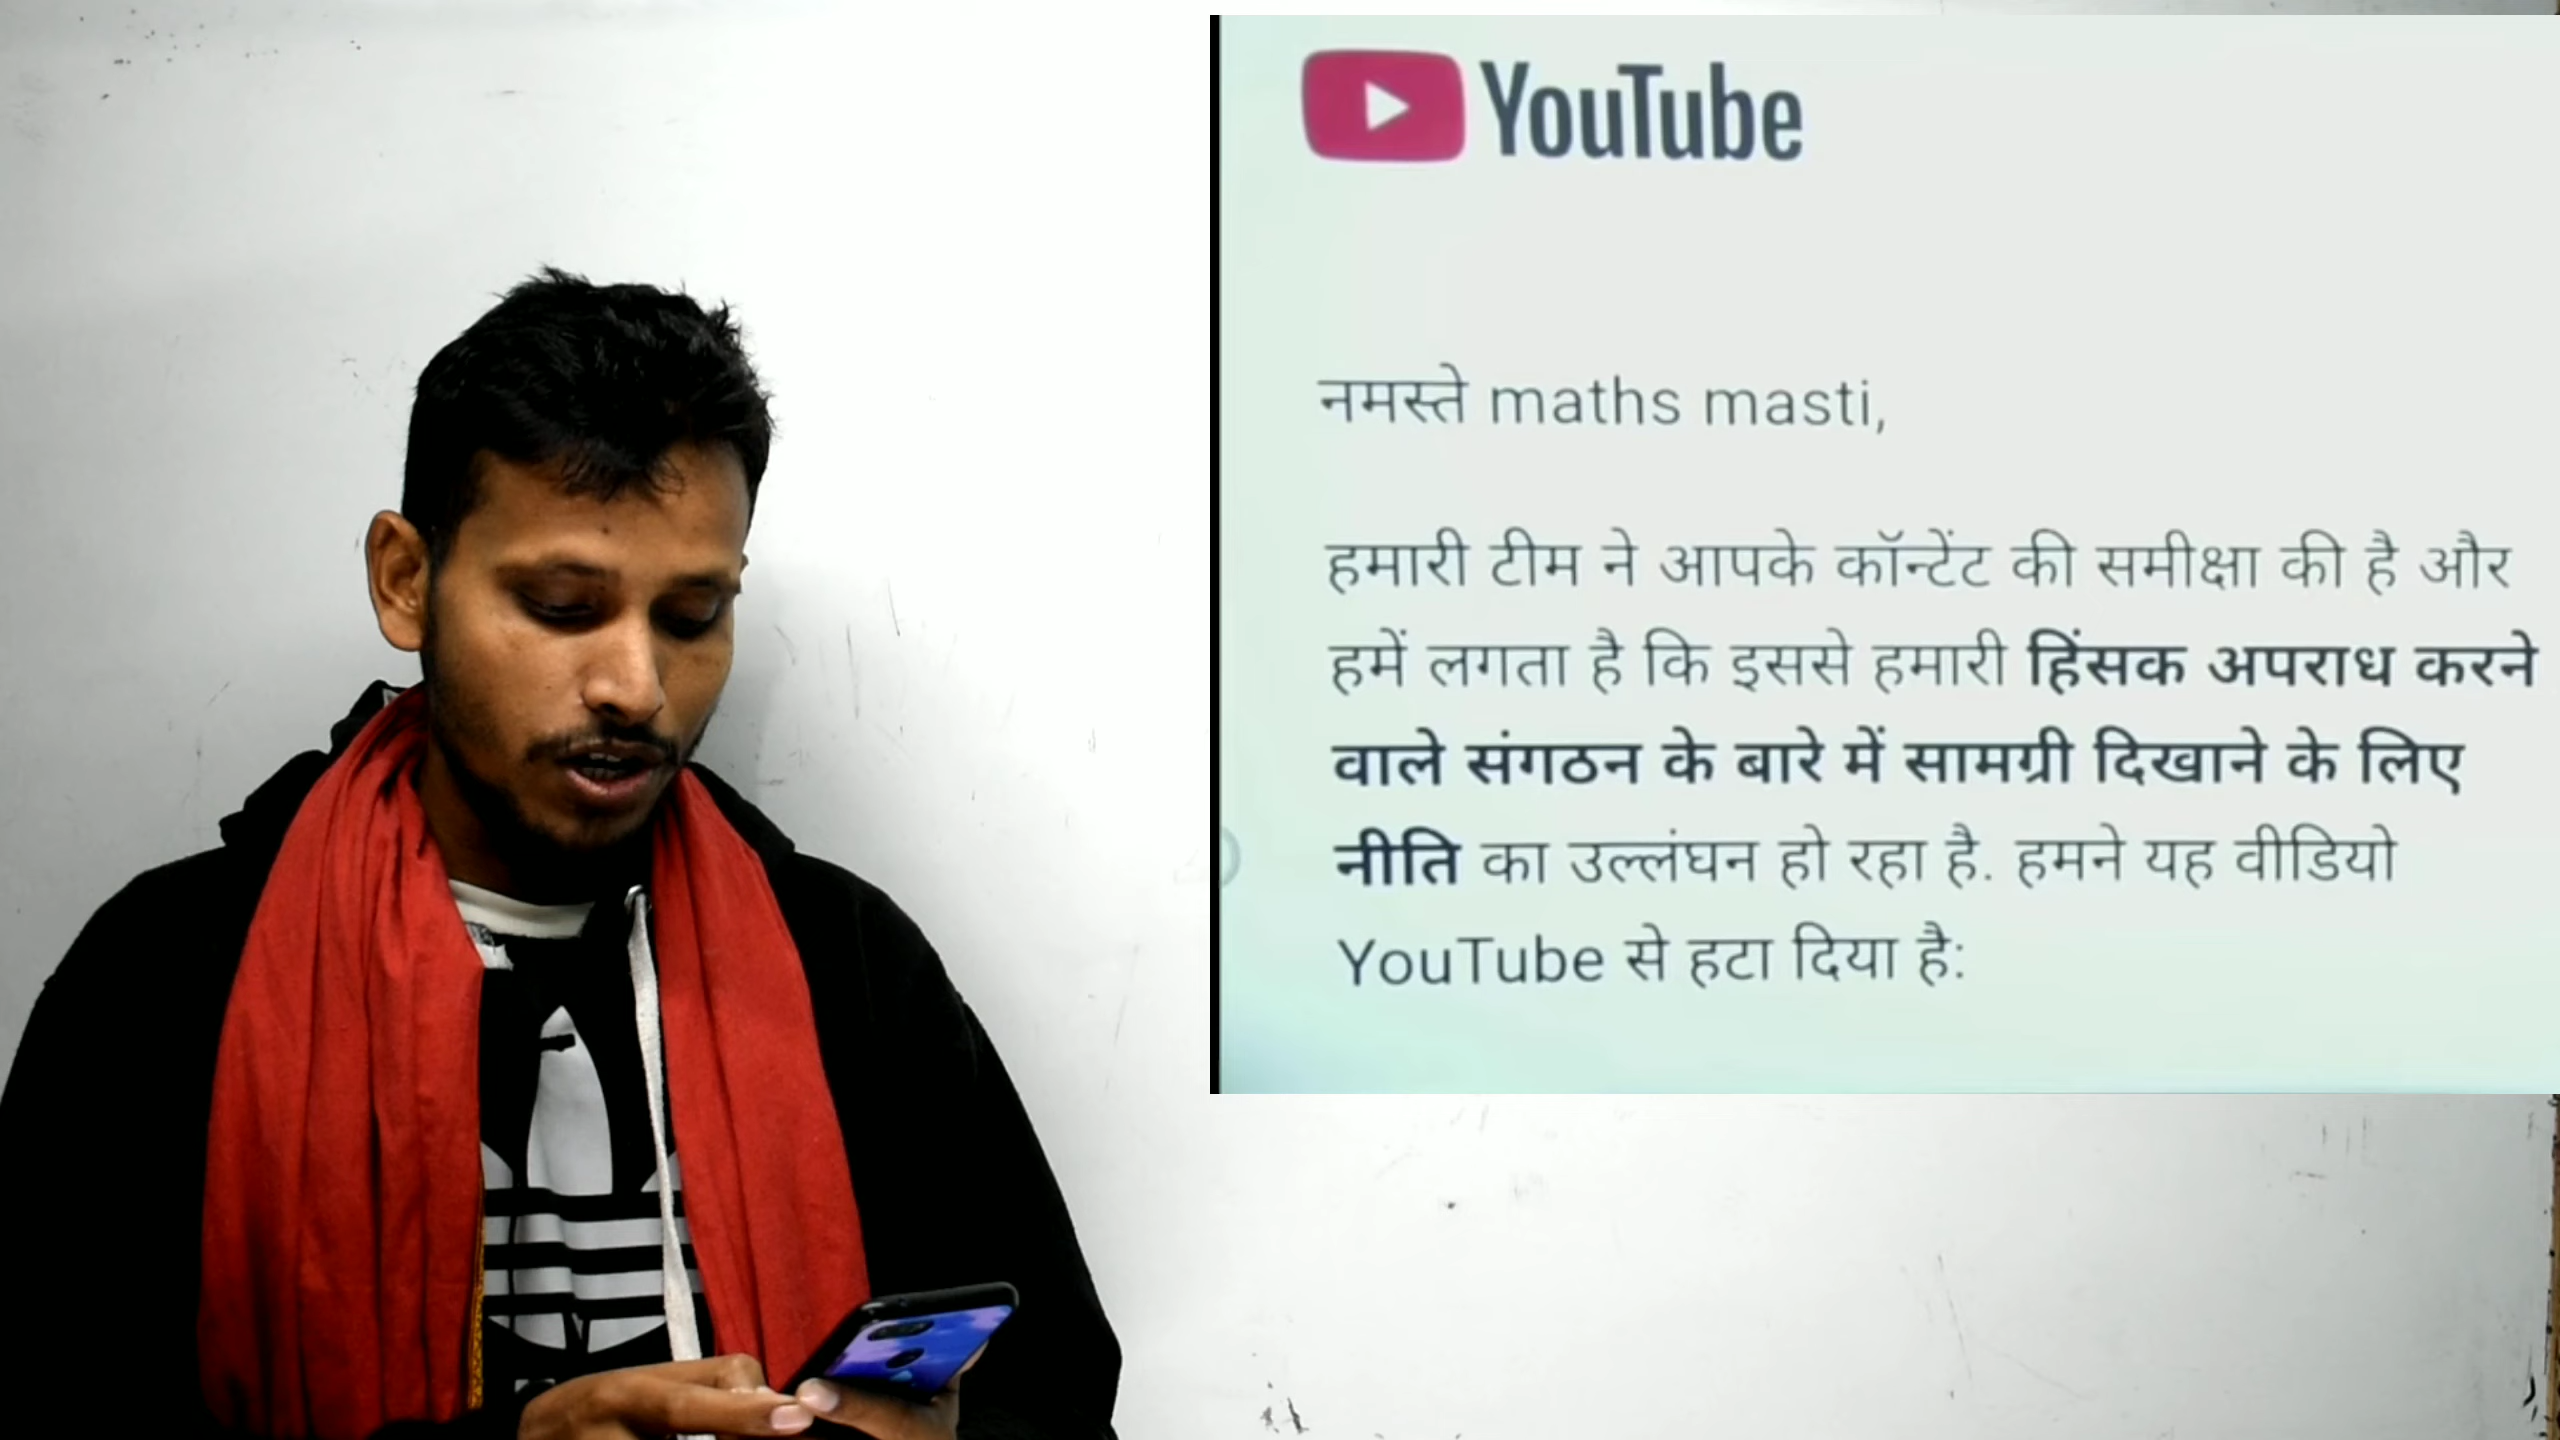 YouTube
नमस्ते maths masti,
हमारी टीम ने आपके कॉन्टेंट की समीक्षा की है और
हमें लगता है कि इससे हमारी हिंसक अपराध करने
वाले संगठन के बारे में सामग्री दिखाने के लिए
नीति का उल्लंघन हो रहा है. हमने यह वीडियो
YouTube से हटा दिया है: